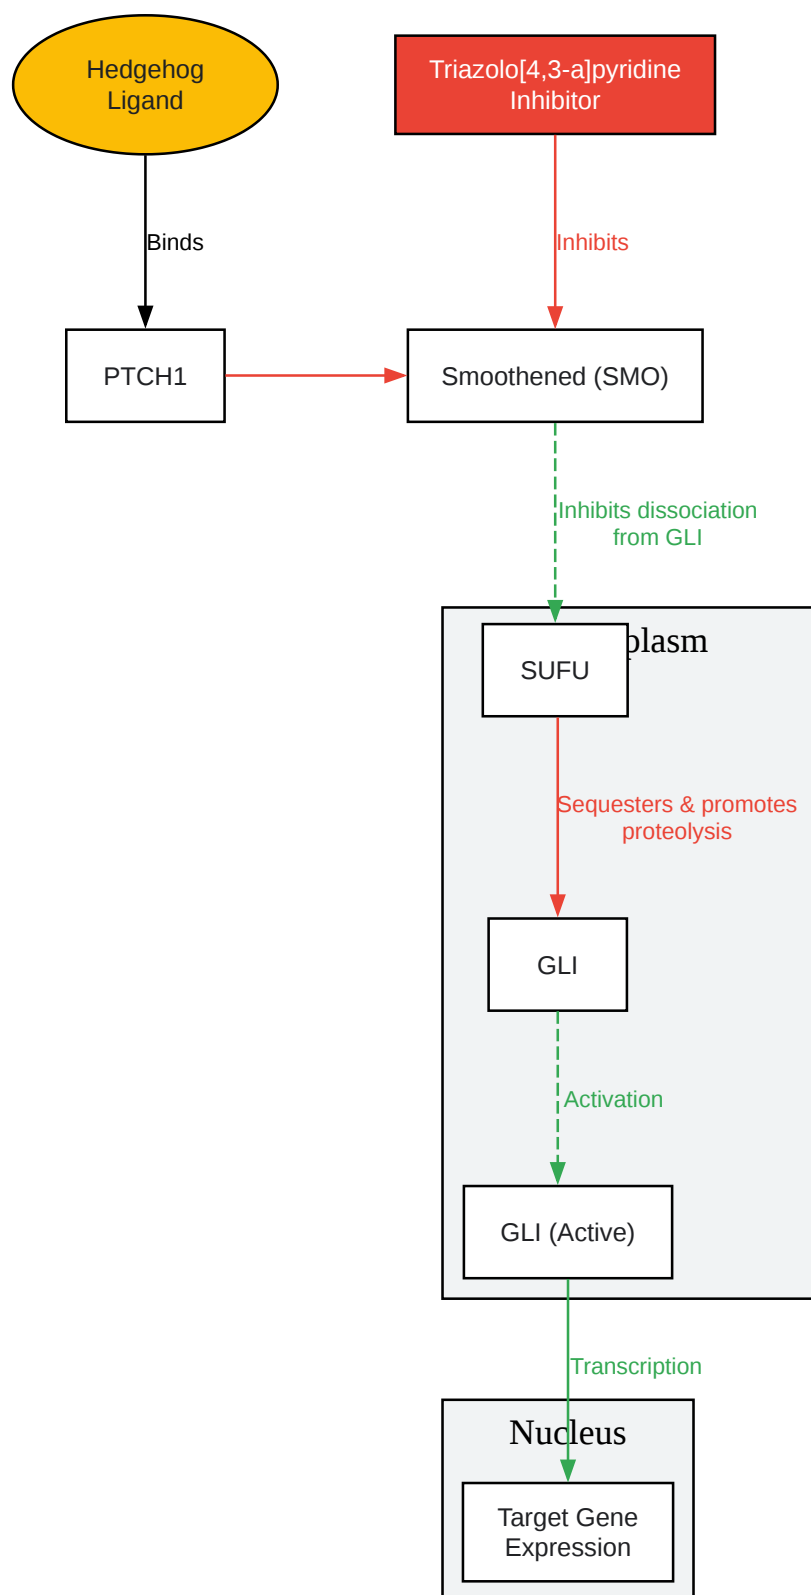 Hedgehog
Ligand
Triazolo[4,3-a]pyridine
Inhibitor
Binds
Inhibits
PTCH1
Smoothened (SMO)
Inhibits dissociation
from GLI
plasm
SUFU
Sequesters & promotes
proteolysis
GLI
Activation
GLI (Active)
Transcription
Nucleus
Target Gene
Expression